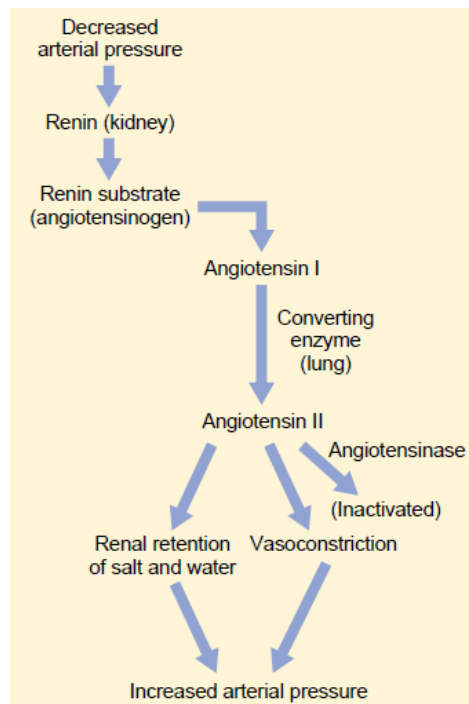 Decreased
arterial pressure
Renin (kidney)
Renin substrate
(angiotensinogen)
Angiotensin I
Converting
enzyme
(lung)
Angiotensin II
Angiotensinase
(Inactivated)
Renal retention
of salt and water
Vasoconstriction
Increased arterial pressure